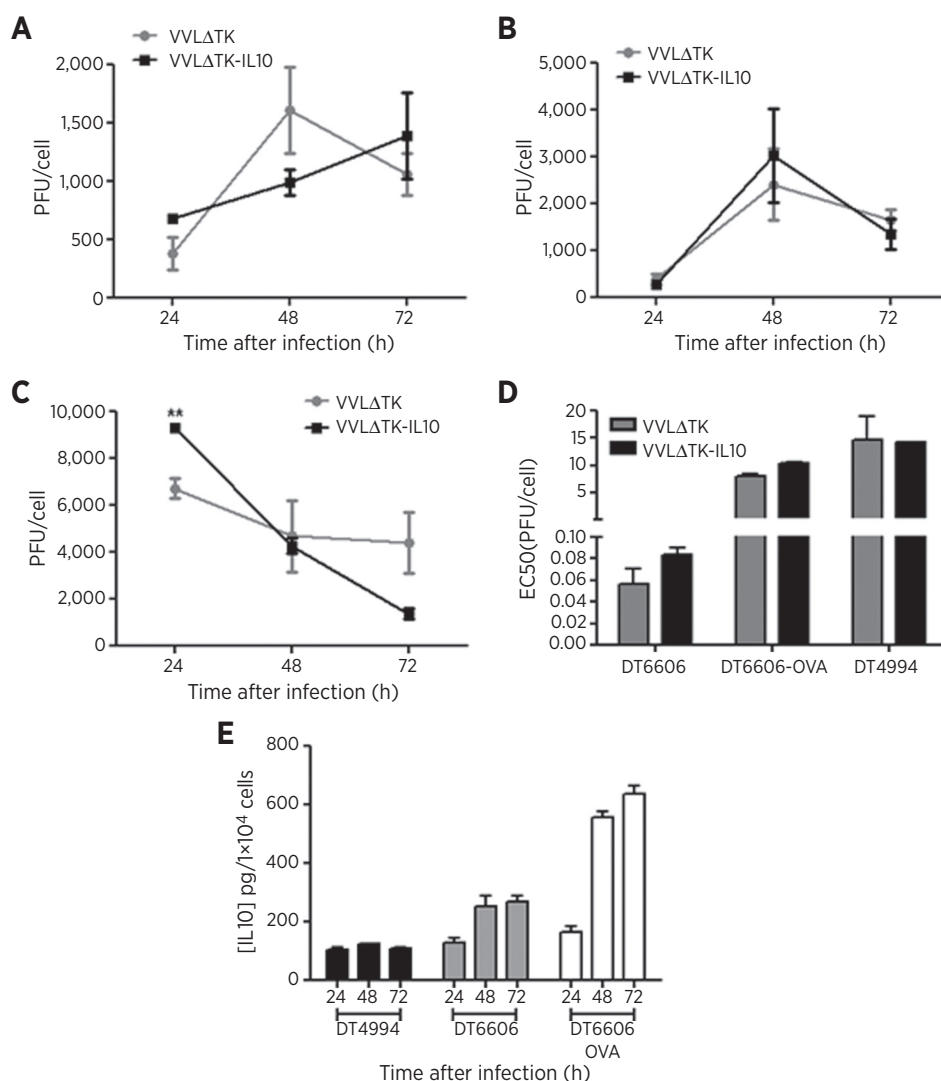 A
VVLΔTK
VVLΔTK-IL10
2,000
1,500
1,000
500
0
PFU/cell
24 48 72
Time after infection (h)
B
VVLΔTK
VVLΔTK-IL10
5,000
4,000
3,000
2,000
1,000
0
PFU/cell
24 48 72
Time after infection (h)
C
VVLΔTK
VVLΔTK-IL10
**
10,000
8,000
6,000
4,000
2,000
0
PFU/cell
24 48 72
Time after infection (h)
D
VVLΔTK
VVLΔTK-IL10
20
15
10
5
0.10
0.08
0.06
0.04
0.02
0.00
EC50(PFU/cell)
DT6606 DT6606-OVA DT4994
E
800
600
400
200
0
[IL10] pg/1×10⁴ cells
24 48 72 24 48 72 24 48 72
DT4994 DT6606 DT6606
OVA
Time after infection (h)